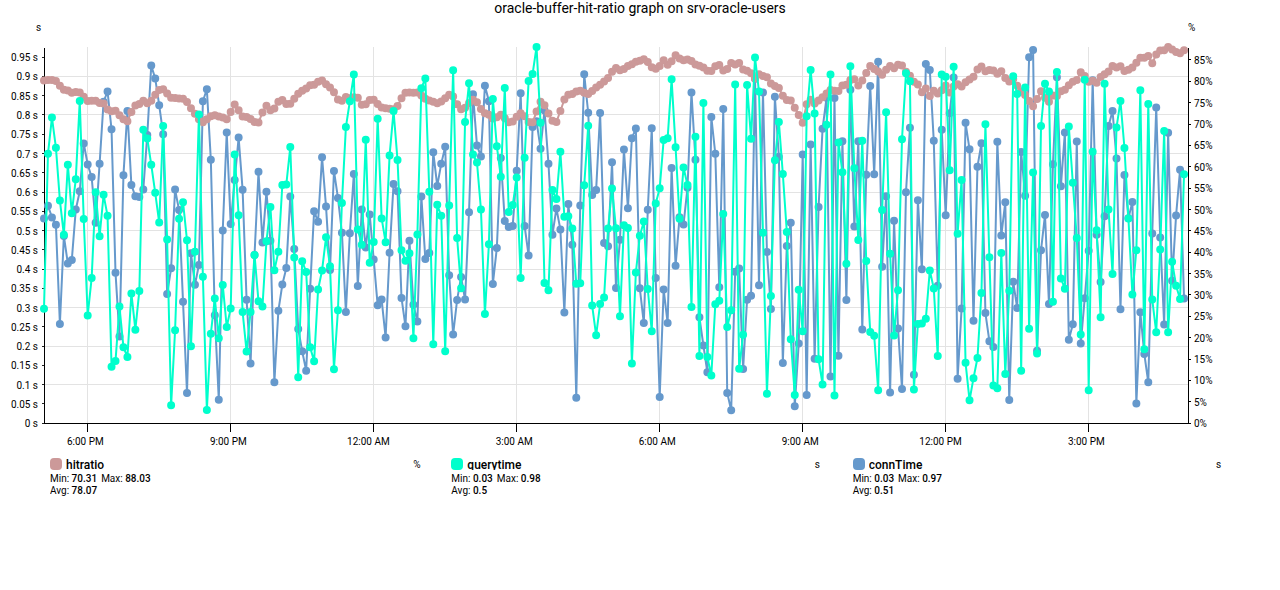 oracle-buffer-hit-ratio graph on srv-oracle-users
s %
0.95 s 85%
0.9 s 80%
0.85 s 75%
0.8 s 70%
0.75 s 65%
0.7 s 60%
0.65 s 55%
0.6 s 50%
0.55 s 45%
0.5 s 40%
0.45 s 35%
0.4 s 30%
0.35 s 25%
0.3 s 20%
0.25 s 15%
0.2 s 10%
0.15 s 5%
0.1 s 0%
0.05 s
0 s
6:00 PM 9:00 PM 12:00 AM 3:00 AM 6:00 AM 9:00 AM 12:00 PM 3:00 PM
hitratio % querytime s connTime s
Min: 70.31 Max: 88.03 Min: 0.03 Max: 0.98 Min: 0.03 Max: 0.97
Avg: 78.07 Avg: 0.5 Avg: 0.51